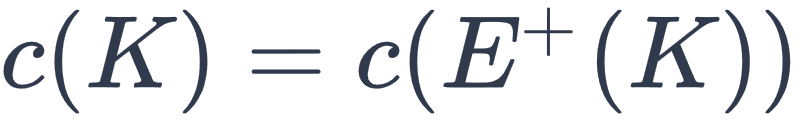 c(K) = c(E⁺(K))